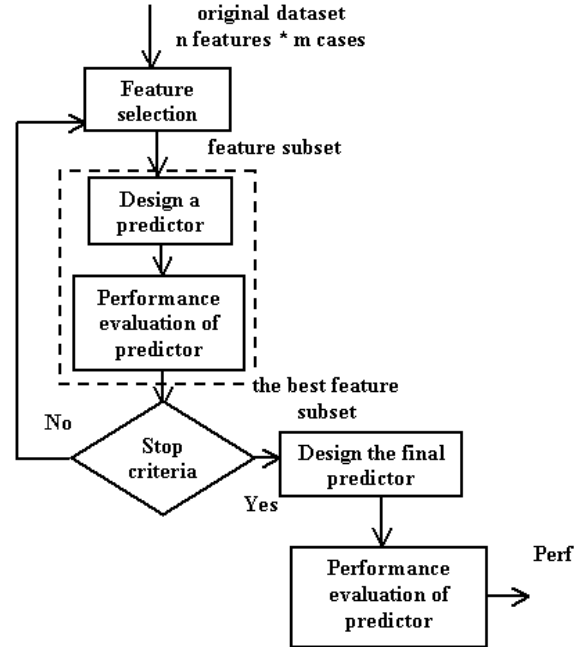 original dataset
n features * m cases
Feature
selection
feature subset
Design a
predictor
Performance
evaluation of
predictor
the best feature
subset
No
Stop
criteria
Yes
Design the final
predictor
Performance
evaluation of
predictor
Perf